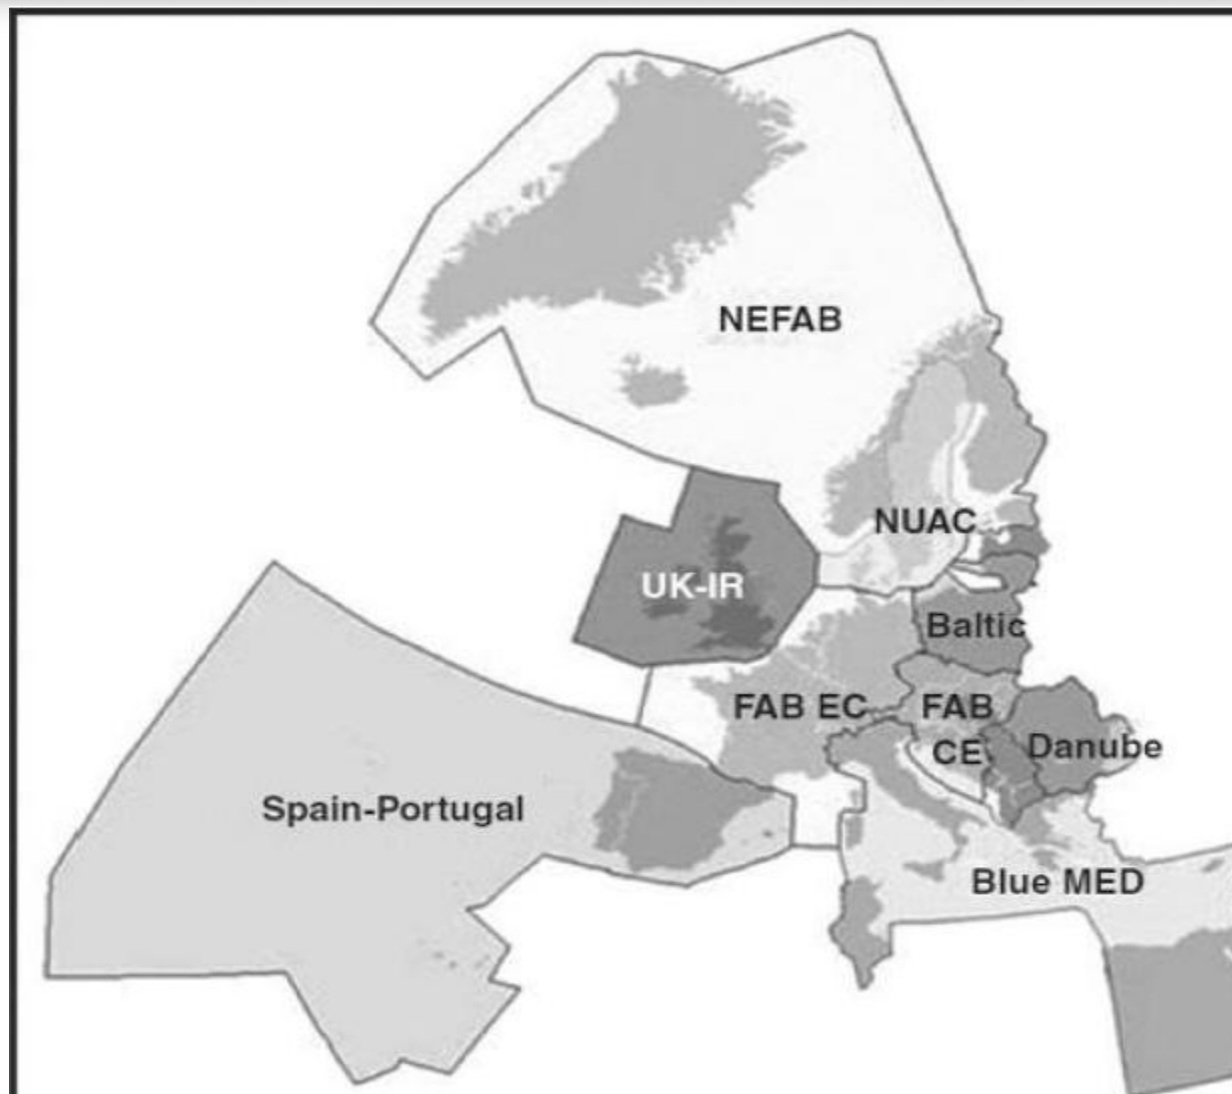 NEFAB
NUAC
UK-IR
Baltic
FAB EC
FAB
CE
Danube
Spain-Portugal
Blue MED